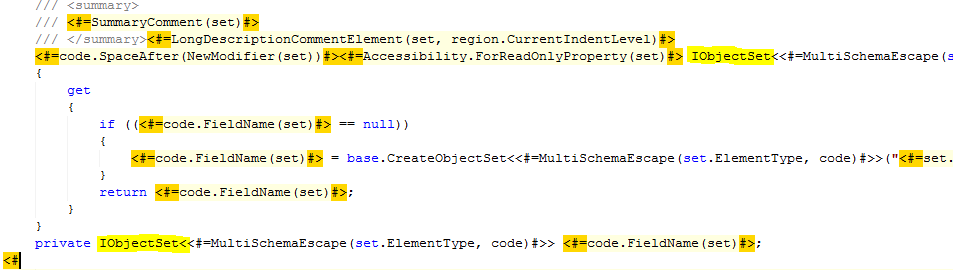 /// <summary>
/// <#=SummaryComment(set)#>
/// </summary><#=LongDescriptionCommentElement(set, region.CurrentIndentLevel)#>
<#=code.SpaceAfter(NewModifier(set))#><#=Accessibility.ForReadOnlyProperty(set)#> IObjectSet<<#=MultiSchemaEscape(s
{
get
{
if ((<#=code.FieldName(set)#> == null))
{
<#=code.FieldName(set)#> = base.CreateObjectSet<<#=MultiSchemaEscape(set.ElementType, code)#>>("<#=set.
}
return <#=code.FieldName(set)#>;
}
}
private IObjectSet<<#=MultiSchemaEscape(set.ElementType, code)#>> <#=code.FieldName(set)#>;
<#